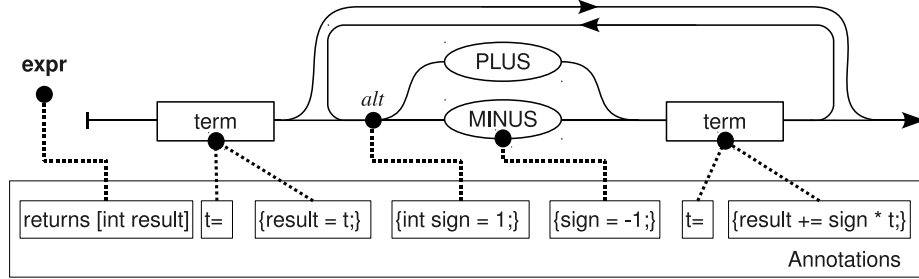 PLUS
expr
alt
term
MINUS
term
returns [int result]
t=
{result = t;}
{int sign = 1;}
{sign = -1;}
t=
{result += sign * t;}
Annotations